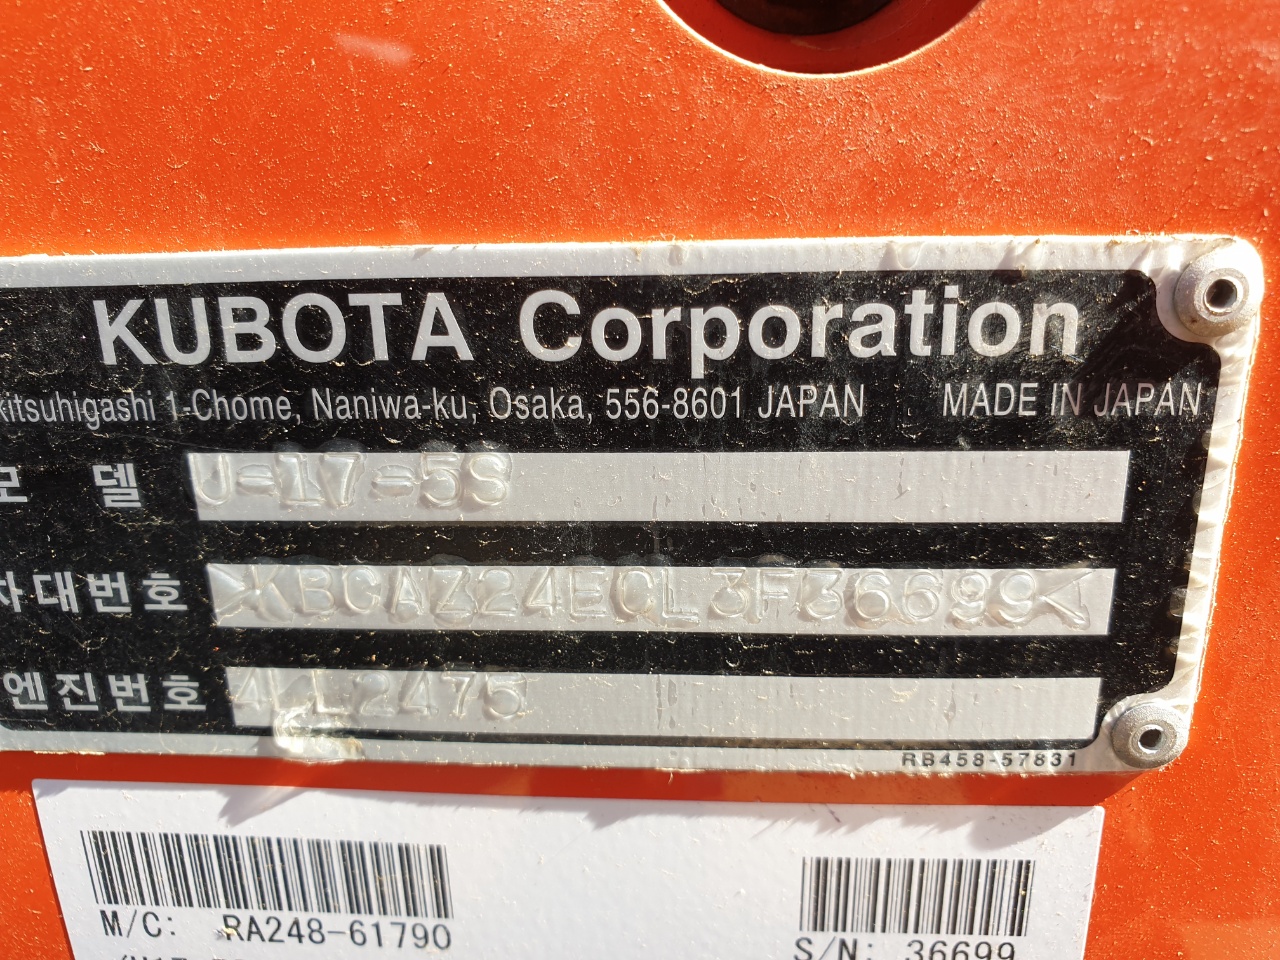 KUBOTA Corporation
kitsuhigashi 1-Chome, Naniwa-ku, Osaka, 556-8601 JAPAN MADE IN JAPAN
모 델 U-17-5S
차대번호 KBCAZ24ECL3F36699
엔진번호 4LL2475
RB458-57831
M/C: RA248-61790
S/N: 36699